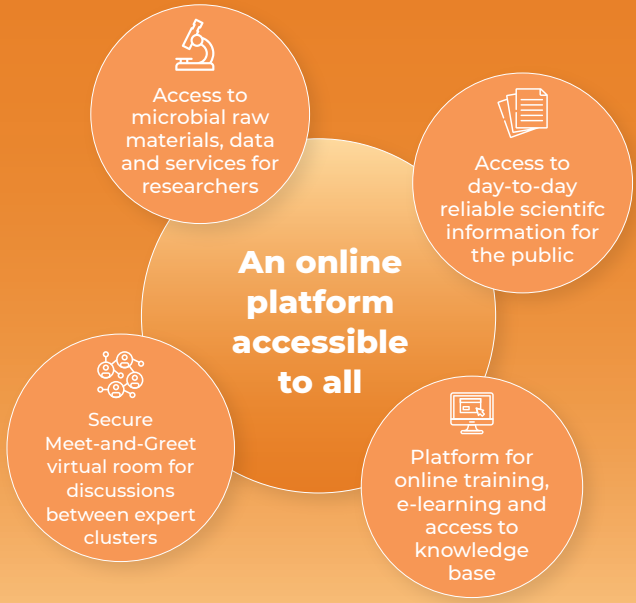 Access to
microbial raw
materials, data
and services for
researchers
Access to
day-to-day
reliable scientifc
information for
the public
An online
platform
accessible
to all
Secure
Meet-and-Greet
virtual room for
discussions
between expert
clusters
Platform for
online training,
e-learning and
access to
knowledge
base